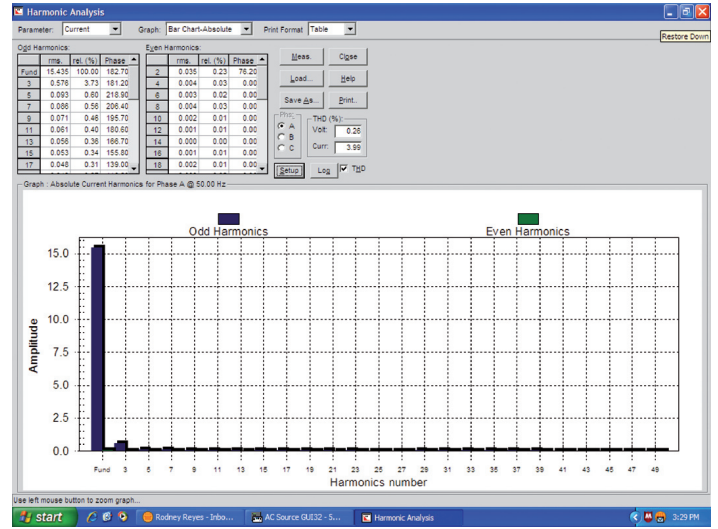 Harmonic Analysis
Parameter: Current Graph: Bar Chart-Absolute Print Format Table
Restore Down
Odd Harmonics:
rms. rel. (%) Phase
Fund 15.435 100.00 182.70
3 0.576 3.73 181.20
5 0.093 0.60 218.90
7 0.086 0.56 206.40
9 0.071 0.46 195.70
11 0.061 0.40 180.60
13 0.056 0.36 166.70
15 0.053 0.34 155.80
17 0.048 0.31 139.00
Even Harmonics:
rms. rel. (%) Phase
2 0.035 0.23 76.20
4 0.004 0.03 0.00
6 0.003 0.02 0.00
8 0.004 0.03 0.00
10 0.002 0.01 0.00
12 0.001 0.01 0.00
14 0.000 0.00 0.00
16 0.001 0.01 0.00
18 0.002 0.01 0.00
Meas. Close
Load... Help
Save As... Print..
A
B
C
THD (%):
Volt: 0.26
Curr: 3.99
Setup Log THD
Graph : Absolute Current Harmonics for Phase A @ 50.00 Hz
Odd Harmonics Even Harmonics
Amplitude
15.0
12.5
10.0
7.5
5.0
2.5
0.0
Fund 3 5 7 9 11 13 15 17 19 21 23 25 27 29 31 33 35 37 39 41 43 45 47 49
Harmonics number
Use left mouse button to zoom graph...
start Rodney Reyes - Inbo... AC Source GUI32 - S... Harmonic Analysis 3:29 PM